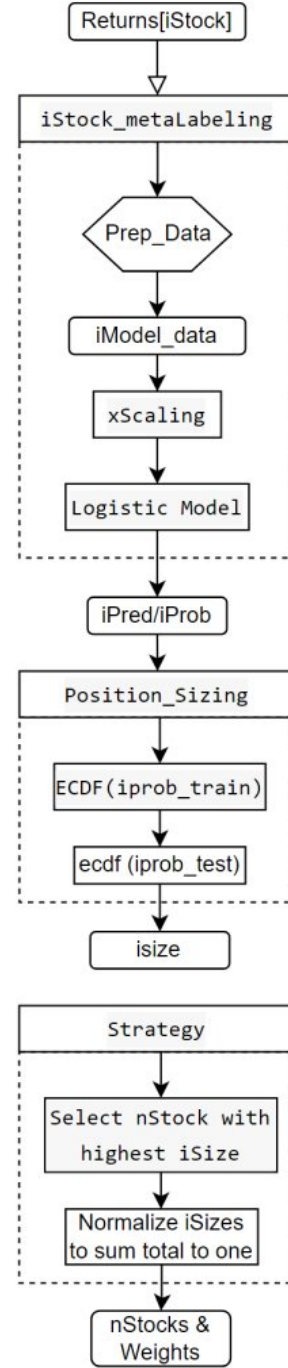 Returns[iStock]
iStock_metaLabeling
Prep_Data
iModel_data
xScaling
Logistic Model
iPred/iProb
Position_Sizing
ECDF(iprob_train)
ecdf (iprob_test)
isize
Strategy
Select nStock with
highest iSize
Normalize iSizes
to sum total to one
nStocks &
Weights